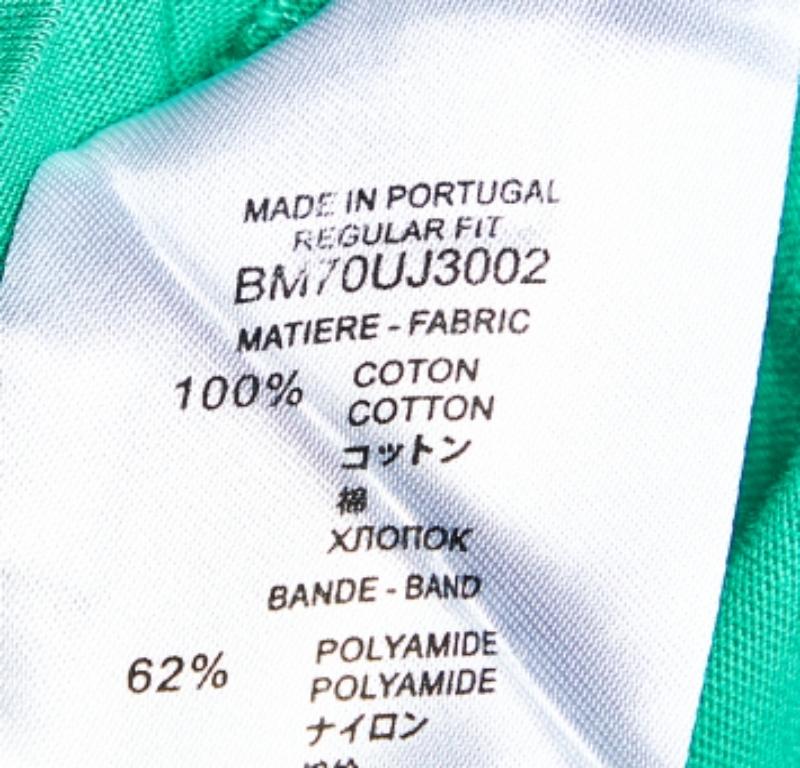 MADE IN PORTUGAL
REGULAR FIT
BM70UJ3002
MATIERE - FABRIC
100% COTON
COTTON
コットン
棉
ХЛОПОК
BANDE - BAND
62% POLYAMIDE
POLYAMIDE
ナイロン